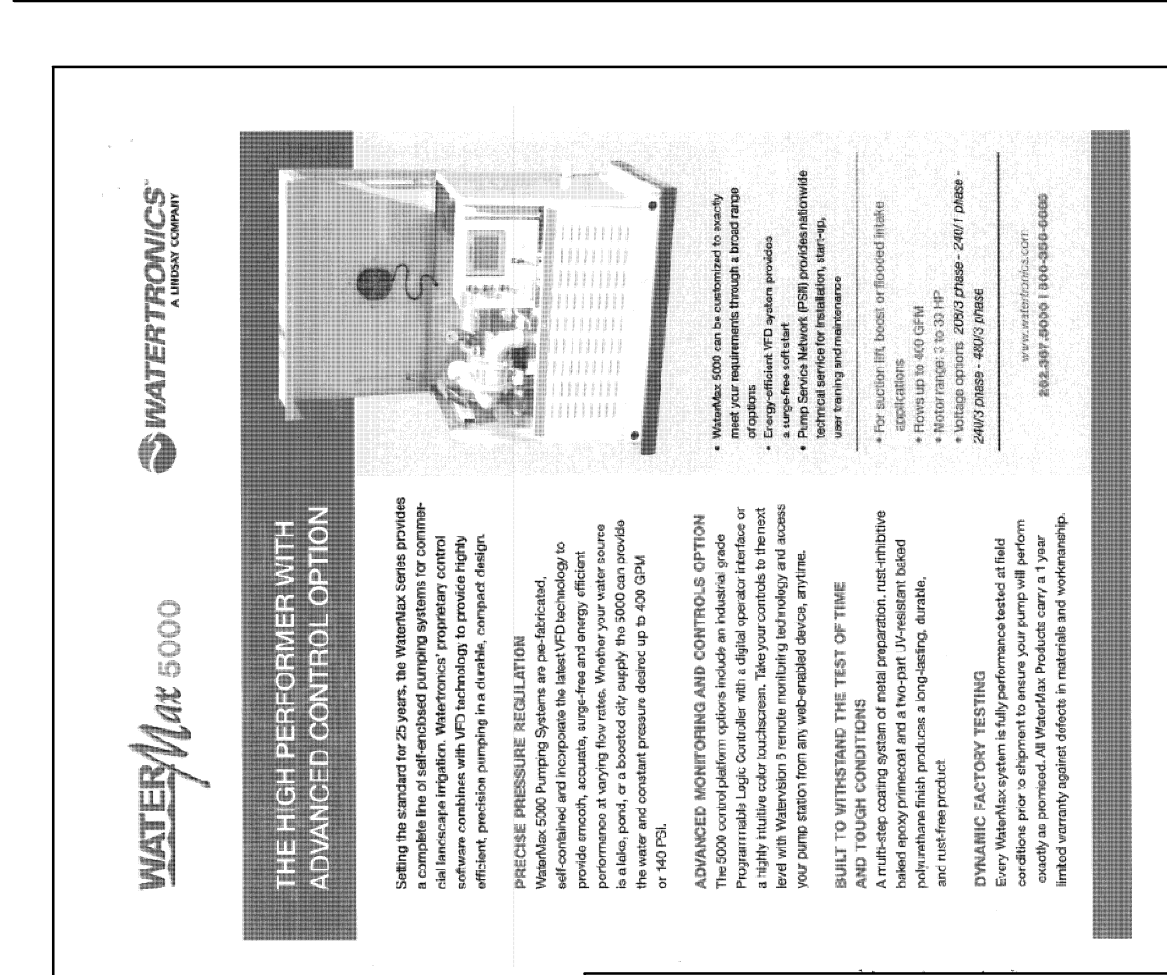 WATERMax 5000
WATERTRONICS™
A LINDSAY COMPANY
THE HIGH PERFORMER WITH
ADVANCED CONTROL OPTION
Setting the standard for 25 years, the WaterMax Series provides
a complete line of self-enclosed pumping systems for commer-
cial landscape irrigation. Watertronics' proprietary control
software combines with VFD technology to provide highly
efficient, precision pumping in a durable, compact design.
PRECISE PRESSURE REGULATION
WaterMax 5000 Pumping Systems are pre-fabricated,
self-contained and incorporate the latest VFD technology to
provide smooth, accurate, surge-free and energy efficient
performance at varying flow rates. Whether your water source
is a lake, pond, or a boosted city supply the 5000 can provide
the water and constant pressure desired up to 400 GPM
or 140 PSI.
ADVANCED MONITORING AND CONTROLS OPTION
The 5000 control platform options include an industrial grade
Programmable Logic Controller with a digital operator interface or
a highly intuitive color touchscreen. Take your controls to the next
level with Watervision 5 remote monitoring technology and access
your pump station from any web-enabled device, anytime.
BUILT TO WITHSTAND THE TEST OF TIME
AND TOUGH CONDITIONS
A multi-step coating system of metal preparation, rust-inhibitive
baked epoxy primecoat and a two-part UV-resistant baked
polyurethane finish produces a long-lasting, durable,
and rust-free product
DYNAMIC FACTORY TESTING
Every WaterMax system is fully performance tested at field
conditions prior to shipment to ensure your pump will perform
exactly as promised. All WaterMax Products carry a 1 year
limited warranty against defects in materials and workmanship.
• WaterMax 5000 can be customized to exactly
meet your requirements through a broad range
of options
• Energy-efficient VFD system provides
a surge-free soft start
• Pump Service Network (PSN) provides nationwide
technical service for installation, start-up,
user training and maintenance
• For suction lift, boost or flooded intake
applications
• Flows up to 400 GPM
• Motor range: 3 to 30 HP
• Voltage options 208/3 phase - 240/1 phase -
240/3 phase - 480/3 phase
www.watertronics.com
262.367.5000 | 800-356-6686